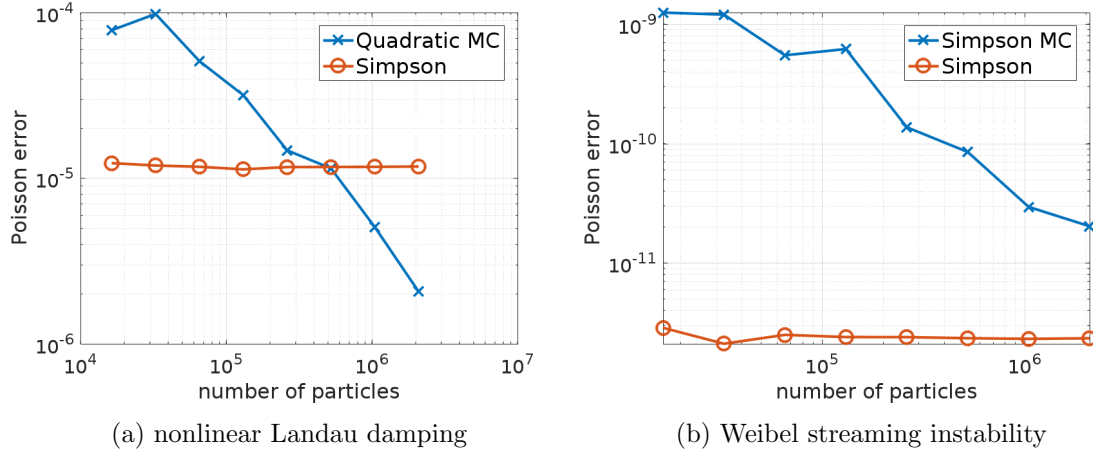 10^-4
10^-5
10^-6
Poisson error
Quadratic MC
Simpson
10^4
10^5
10^6
10^7
number of particles
(a) nonlinear Landau damping
10^-9
10^-10
10^-11
Poisson error
Simpson MC
Simpson
10^5
10^6
number of particles
(b) Weibel streaming instability